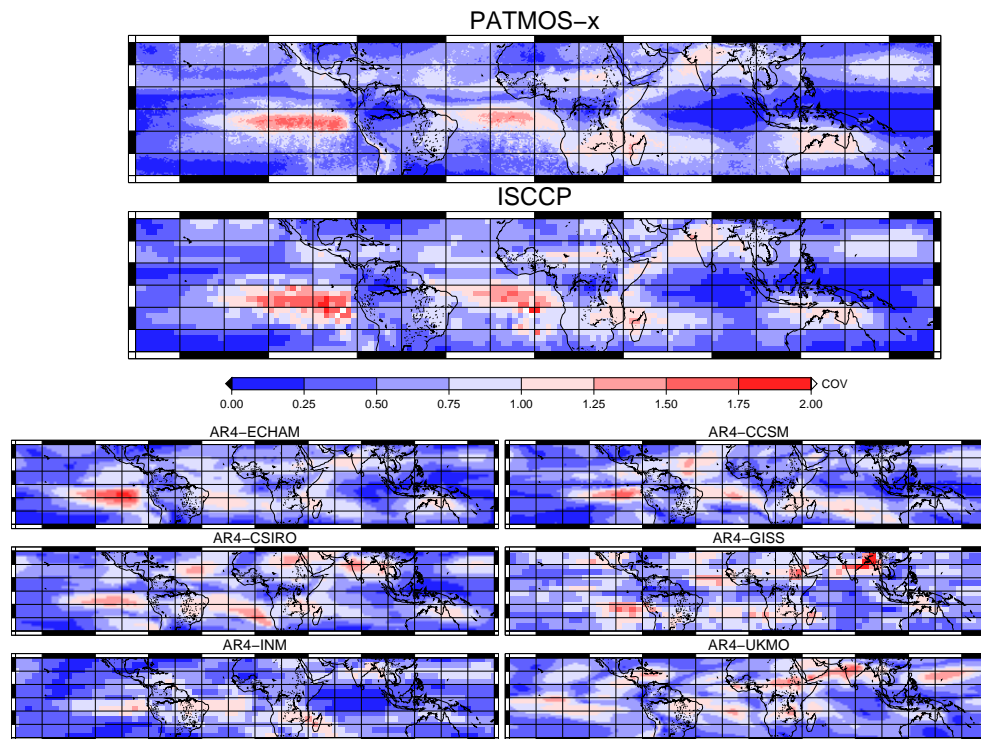 PATMOS−x
ISCCP
COV
0.00 0.25 0.50 0.75 1.00 1.25 1.50 1.75 2.00
AR4−ECHAM
AR4−CCSM
AR4−CSIRO
AR4−GISS
AR4−INM
AR4−UKMO